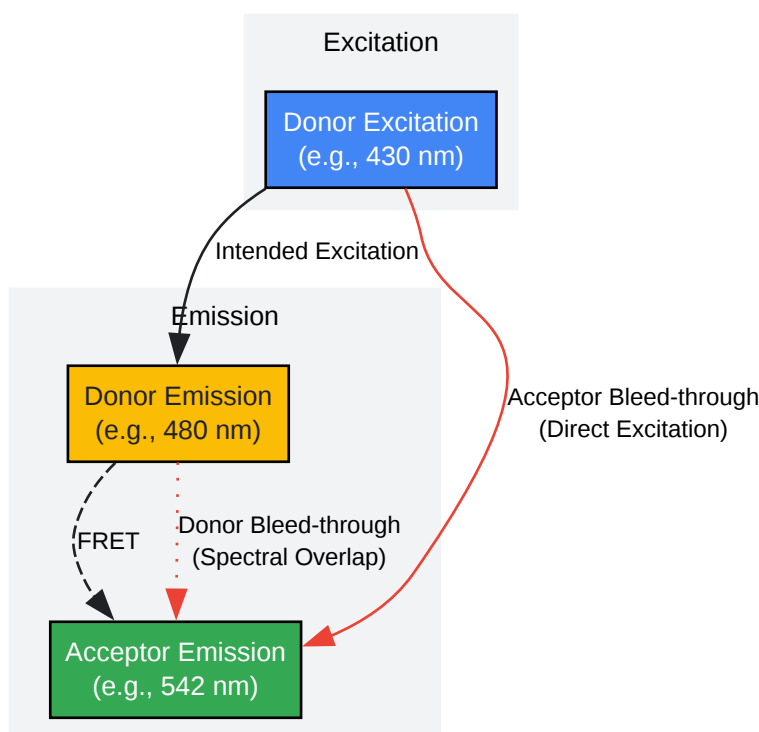 Excitation
Donor Excitation
(e.g., 430 nm)
Intended Excitation
Emission
Donor Emission
(e.g., 480 nm)
Acceptor Bleed-through
(Direct Excitation)
FRET
Donor Bleed-through
(Spectral Overlap)
Acceptor Emission
(e.g., 542 nm)